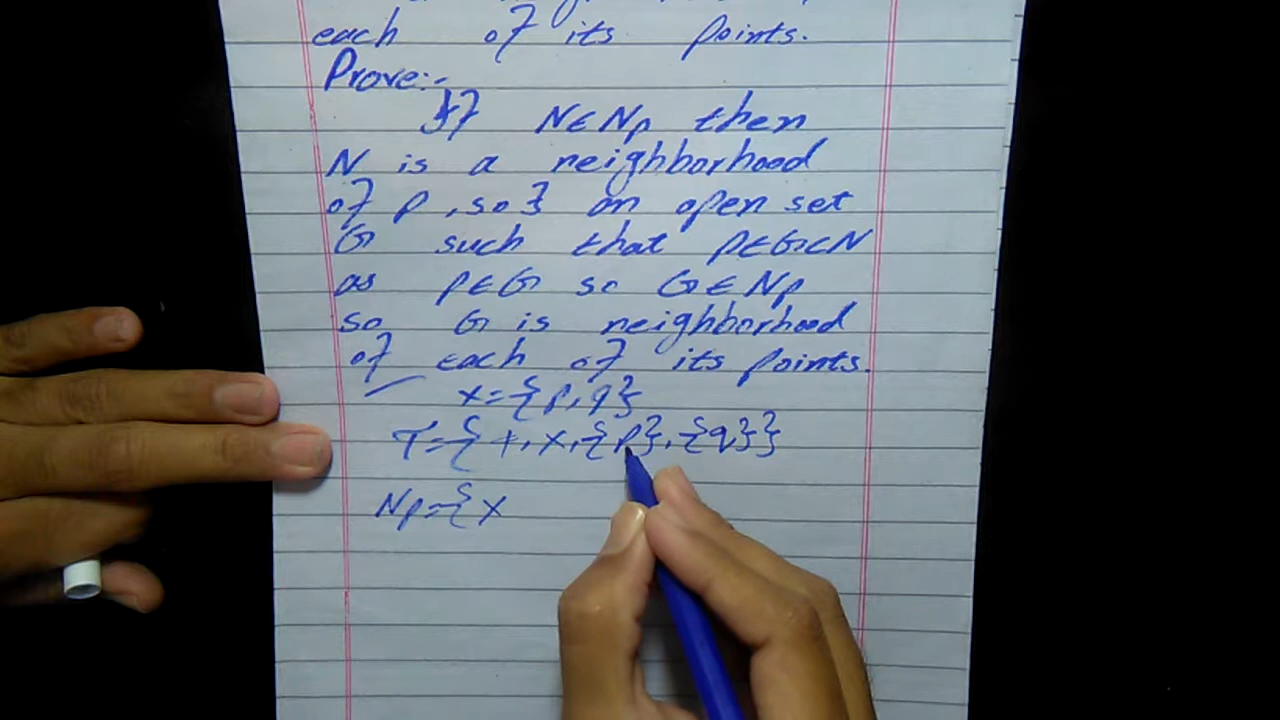 each of its points.
Prove:-
If N∈Np then
N is a neighborhood
of p, so ∃ an open set
G such that p∈G⊂N
as p∈G so G∈Np
so G is neighborhood
of each of its points.
X={p,q}
τ={φ,X,{p},{q}}
Np={X